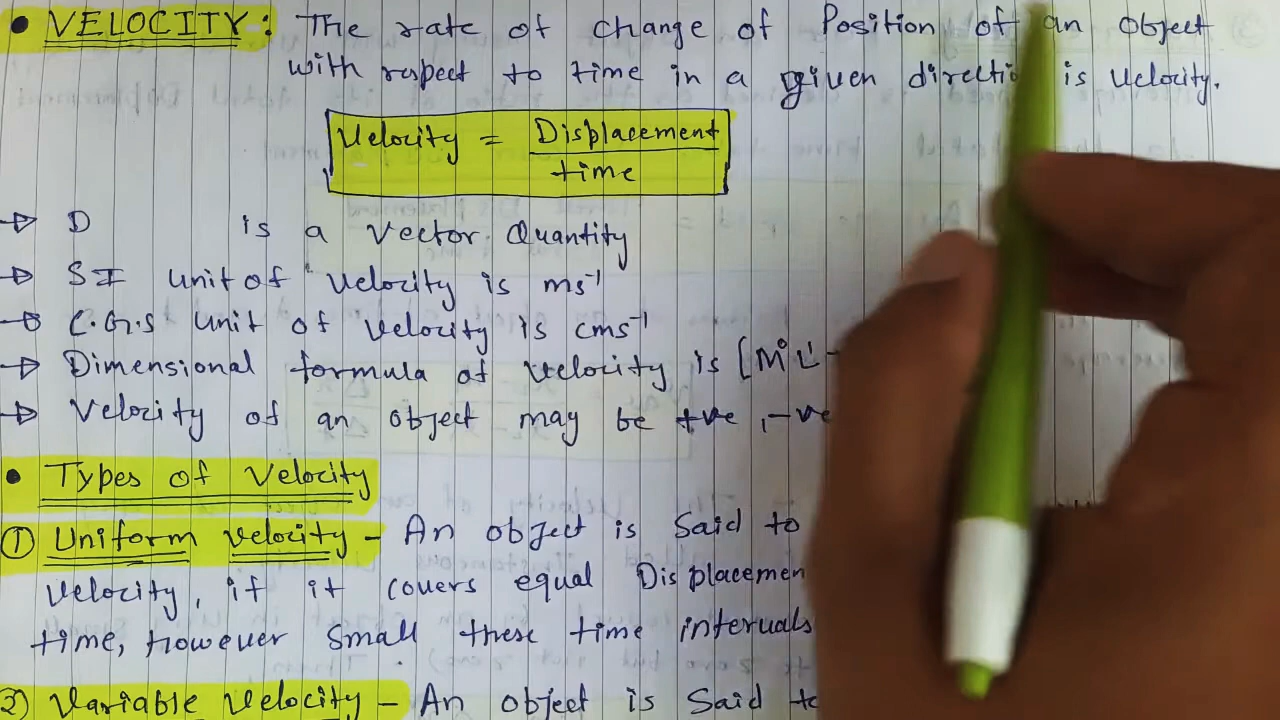 • VELOCITY: The rate of change of Position of an object
with respect to time in a given directio is Velocity.
Velocity = Displacement
time
→ D is a vector Quantity
→ SI unit of velocity is ms⁻¹
→ C.G.S unit of velocity is cms⁻¹
→ Dimensional formula of velocity is [M⁰L¹
→ Velocity of an object may be +ve, -ve
• Types of Velocity
① Uniform velocity - An object is Said to
velocity, if it covers equal Displacemen
time, however small these time intervals
② Variable Velocity - An object is Said to